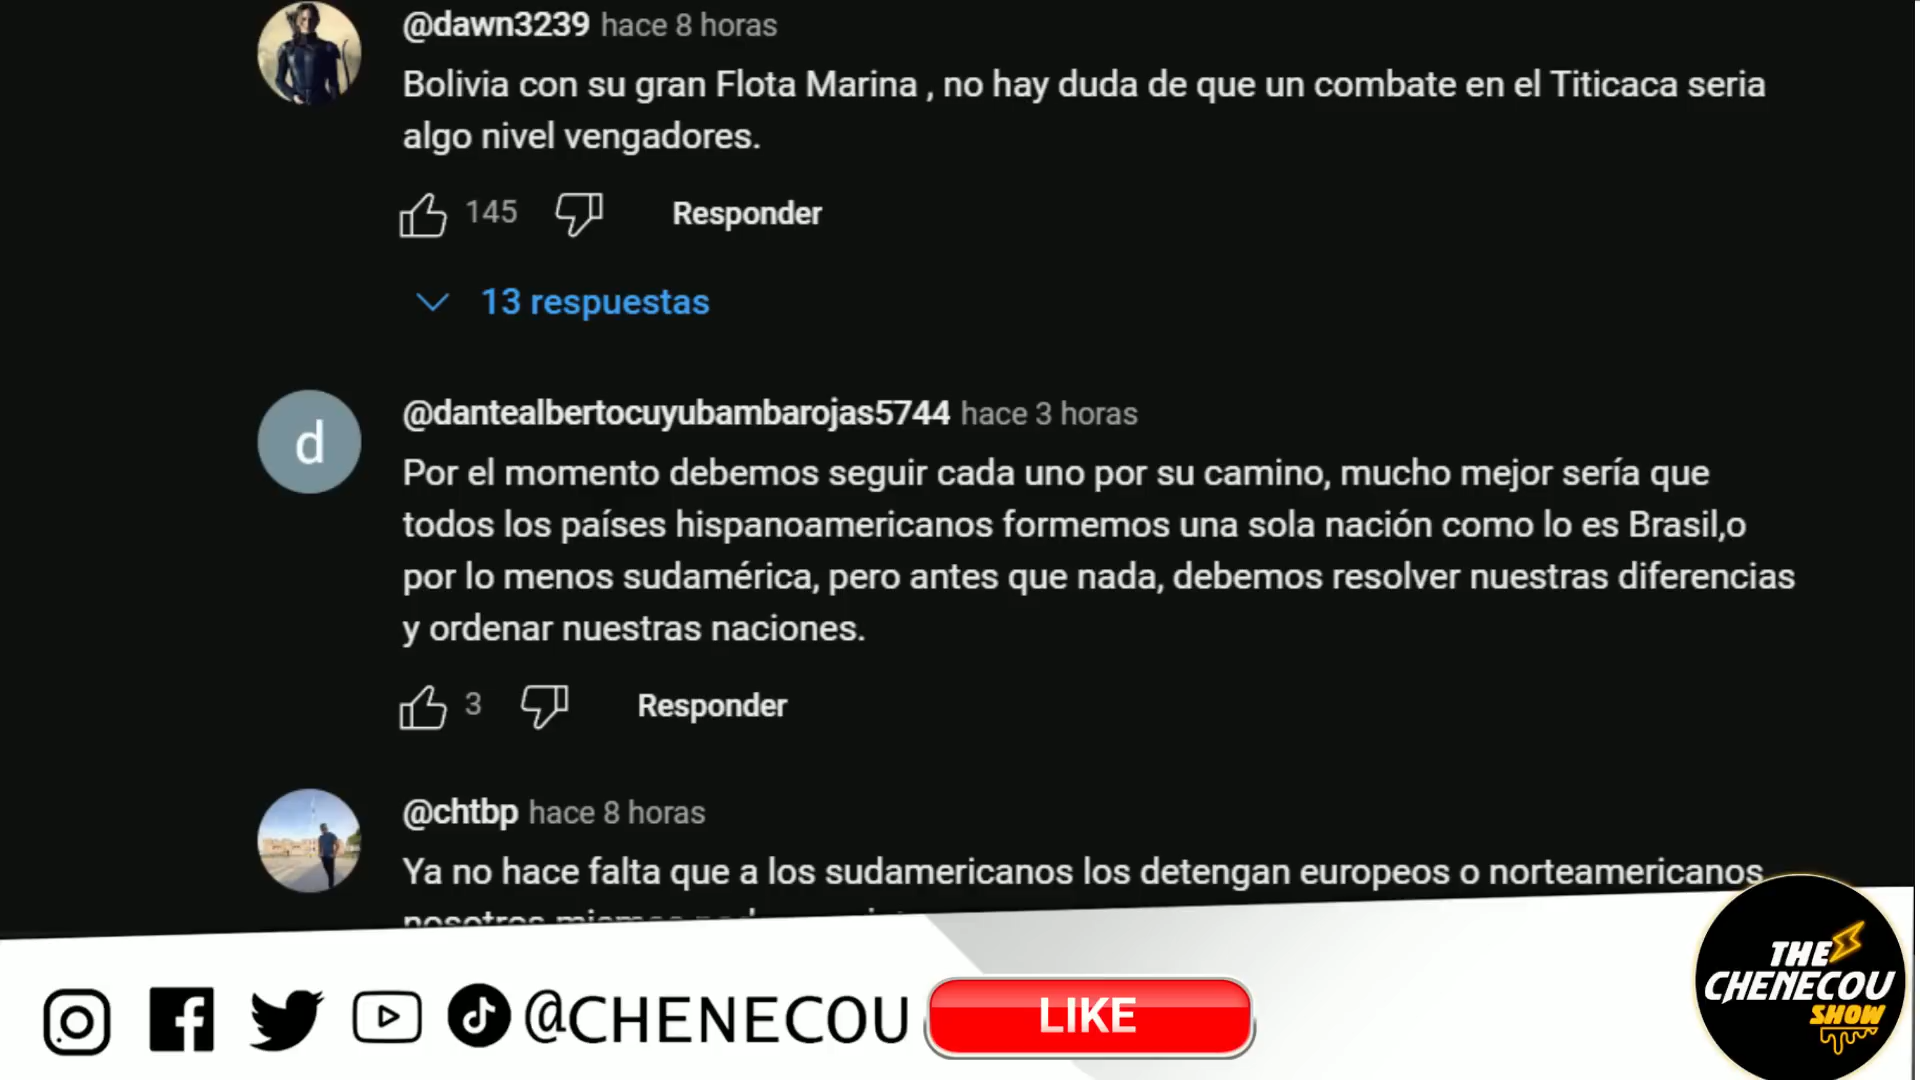 @dawn3239 hace 8 horas
Bolivia con su gran Flota Marina , no hay duda de que un combate en el Titicaca seria
algo nivel vengadores.
145 Responder
13 respuestas
d
@dantealbertocuyubambarojas5744 hace 3 horas
Por el momento debemos seguir cada uno por su camino, mucho mejor sería que
todos los países hispanoamericanos formemos una sola nación como lo es Brasil,o
por lo menos sudamérica, pero antes que nada, debemos resolver nuestras diferencias
y ordenar nuestras naciones.
3 Responder
@chtbp hace 8 horas
Ya no hace falta que a los sudamericanos los detengan europeos o norteamericanos
nosotros mismos
@CHENECOU LIKE
THE
CHENECOU
SHOW